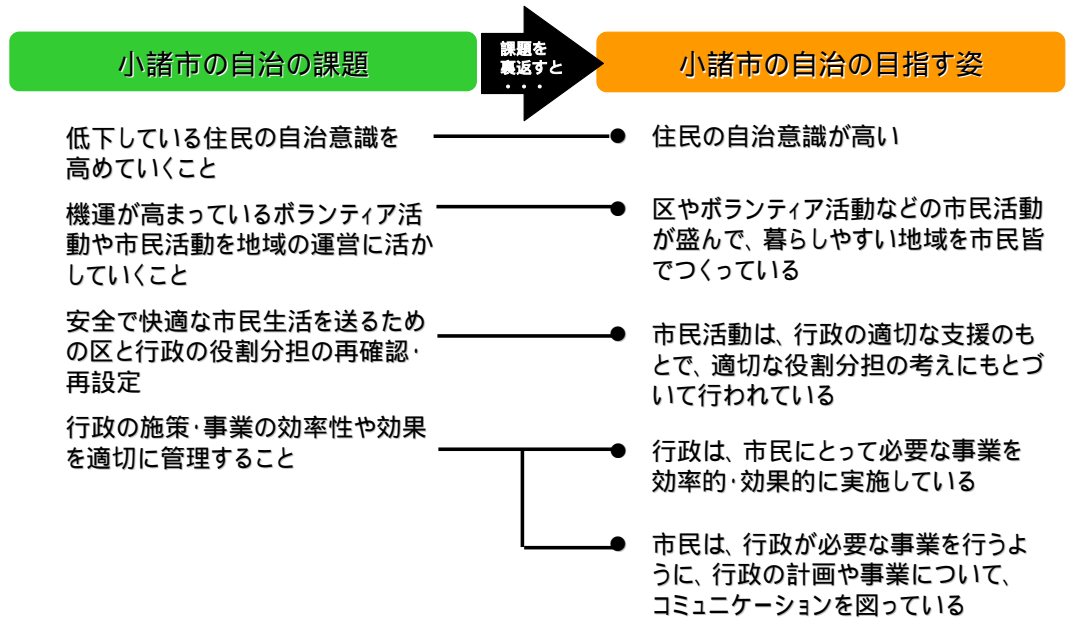 小諸市の自治の課題
課題を
裏返すと
・・・
小諸市の自治の目指す姿
低下している住民の自治意識を
高めていくこと
機運が高まっているボランティア活
動や市民活動を地域の運営に活か
していくこと
安全で快適な市民生活を送るため
の区と行政の役割分担の再確認・
再設定
行政の施策・事業の効率性や効果
を適切に管理すること
住民の自治意識が高い
区やボランティア活動などの市民活動
が盛んで、暮らしやすい地域を市民皆
でつくっている
市民活動は、行政の適切な支援のも
とで、適切な役割分担の考えにもとづ
いて行われている
行政は、市民にとって必要な事業を
効率的・効果的に実施している
市民は、行政が必要な事業を行うよ
うに、行政の計画や事業について、
コミュニケーションを図っている